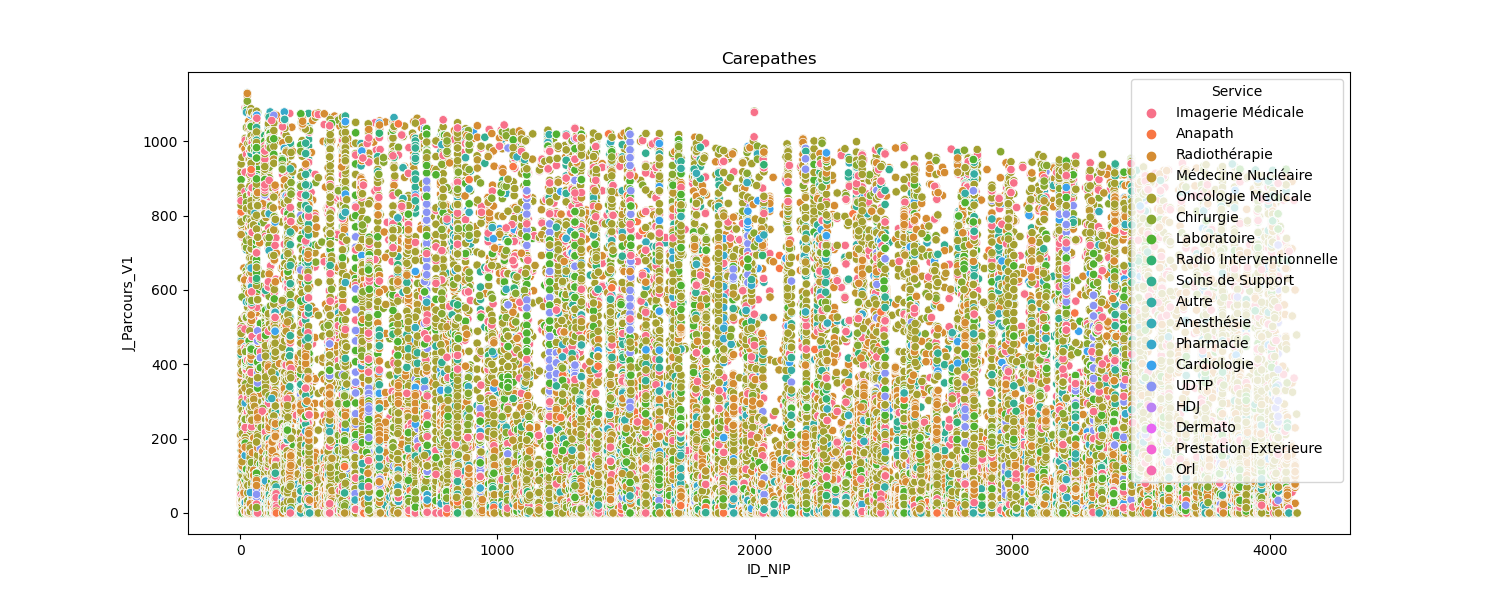 Carepathes
Service
Imagerie Médicale
Anapath
Radiothérapie
Médecine Nucléaire
Oncologie Medicale
Chirurgie
Laboratoire
Radio Interventionnelle
Soins de Support
Autre
Anesthésie
Pharmacie
Cardiologie
UDTP
HDJ
Dermato
Prestation Exterieure
Orl
J_Parcours_V1
1000
800
600
400
200
0
0 1000 2000 3000 4000
ID_NIP